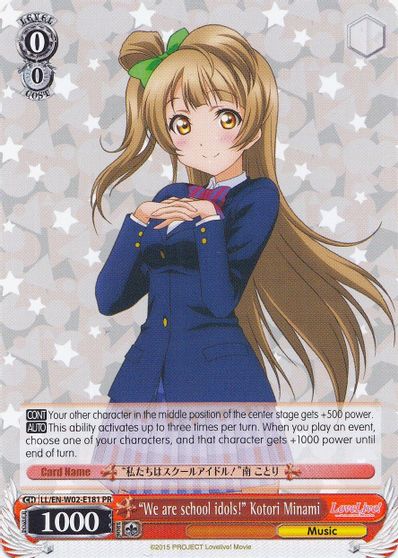 LEVEL
0
0
COST
CONT Your other character in the middle position of the center stage gets +500 power.
AUTO This ability activates up to three times per turn. When you play an event,
choose one of your characters, and that character gets +1000 power until
end of turn.
Card Name "私たちはスクールアイドル!"南 ことり
CH LL/EN-W02-E181 PR
POWER 1000
"We are school idols!" Kotori Minami
LoveLive!
Music
©2015 PROJECT Lovelive! Movie